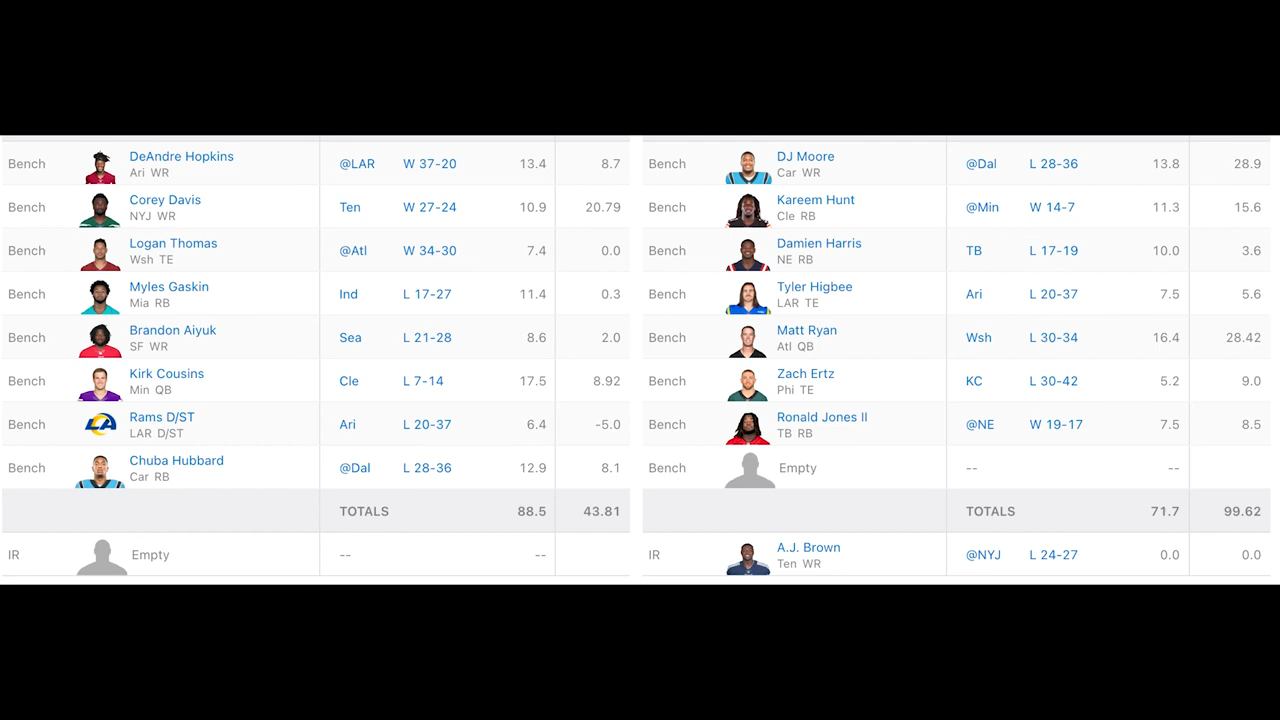 Bench DeAndre Hopkins @LAR W 37-20 13.4 8.7
Ari WR
Bench Corey Davis Ten W 27-24 10.9 20.79
NYJ WR
Bench Logan Thomas @Atl W 34-30 7.4 0.0
Wsh TE
Bench Myles Gaskin Ind L 17-27 11.4 0.3
Mia RB
Bench Brandon Aiyuk Sea L 21-28 8.6 2.0
SF WR
Bench Kirk Cousins Cle L 7-14 17.5 8.92
Min QB
Bench Rams D/ST Ari L 20-37 6.4 -5.0
LAR D/ST
Bench Chuba Hubbard @Dal L 28-36 12.9 8.1
Car RB
TOTALS 88.5 43.81
IR Empty -- --
Bench DJ Moore @Dal L 28-36 13.8 28.9
Car WR
Bench Kareem Hunt @Min W 14-7 11.3 15.6
Cle RB
Bench Damien Harris TB L 17-19 10.0 3.6
NE RB
Bench Tyler Higbee Ari L 20-37 7.5 5.6
LAR TE
Bench Matt Ryan Wsh L 30-34 16.4 28.42
Atl QB
Bench Zach Ertz KC L 30-42 5.2 9.0
Phi TE
Bench Ronald Jones II @NE W 19-17 7.5 8.5
TB RB
Bench Empty -- --
TOTALS 71.7 99.62
IR A.J. Brown @NYJ L 24-27 0.0 0.0
Ten WR